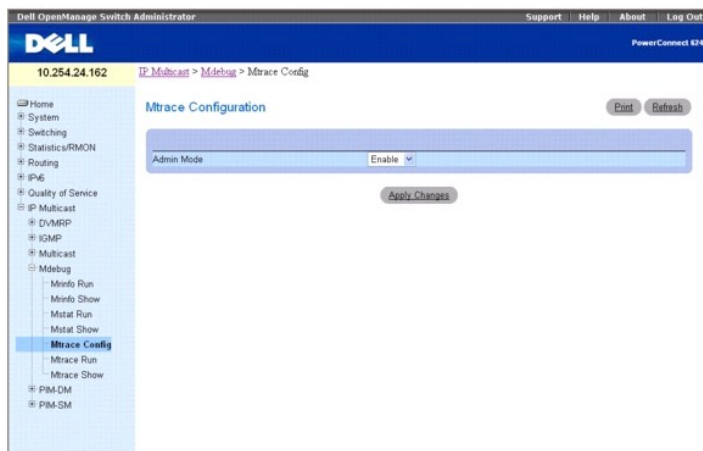 Dell OpenManage Switch Administrator
Support Help About Log Out
DELL
PowerConnect 624
10.254.24.162
IP Multicast > Mdebug > Mtrace Config
Home
System
Switching
Statistics/RMON
Routing
IPv6
Quality of Service
IP Multicast
DVMRP
IGMP
Multicast
Mdebug
Mrinfo Run
Mrinfo Show
Mstat Run
Mstat Show
Mtrace Config
Mtrace Run
Mtrace Show
PIM-DM
PIM-SM
Mtrace Configuration
Print Refresh
Admin Mode Enable
Apply Changes